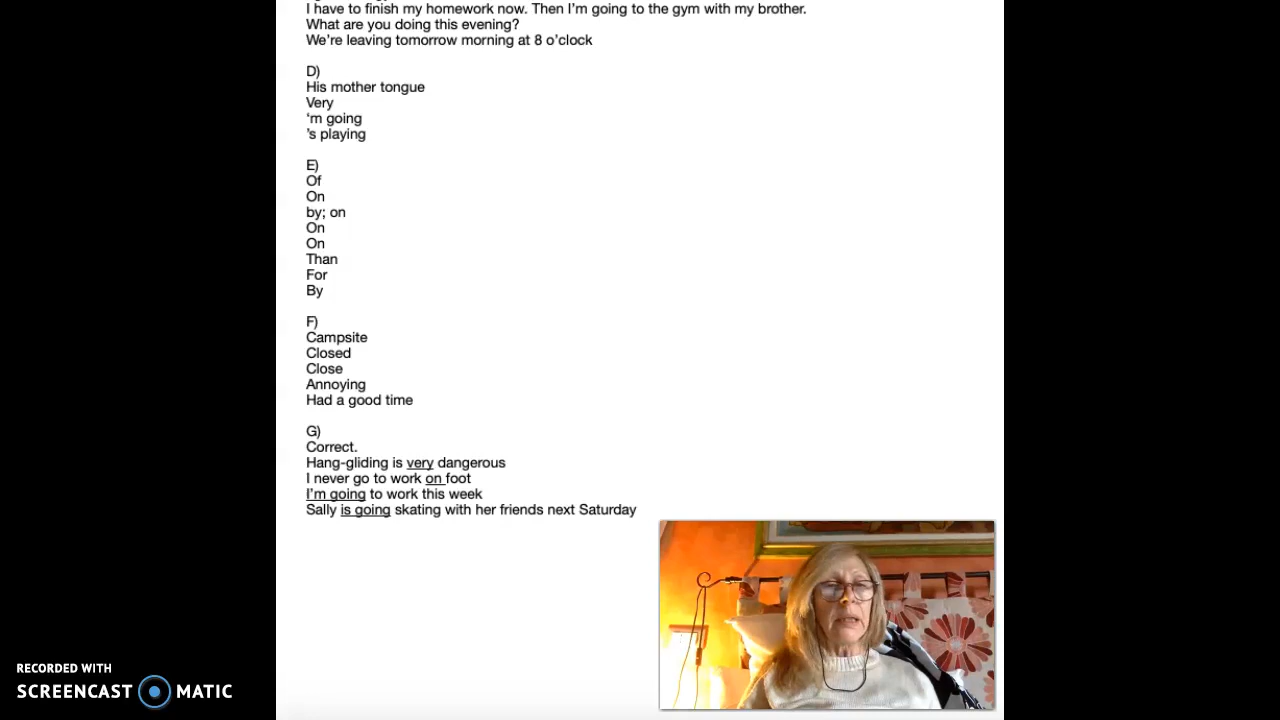 I have to finish my homework now. Then I'm going to the gym with my brother.
What are you doing this evening?
We're leaving tomorrow morning at 8 o'clock
D)
His mother tongue
Very
‘m going
’s playing
E)
Of
On
by; on
On
On
Than
For
By
F)
Campsite
Closed
Close
Annoying
Had a good time
G)
Correct.
Hang-gliding is very dangerous
I never go to work on foot
I'm going to work this week
Sally is going skating with her friends next Saturday
RECORDED WITH
SCREENCAST MATIC